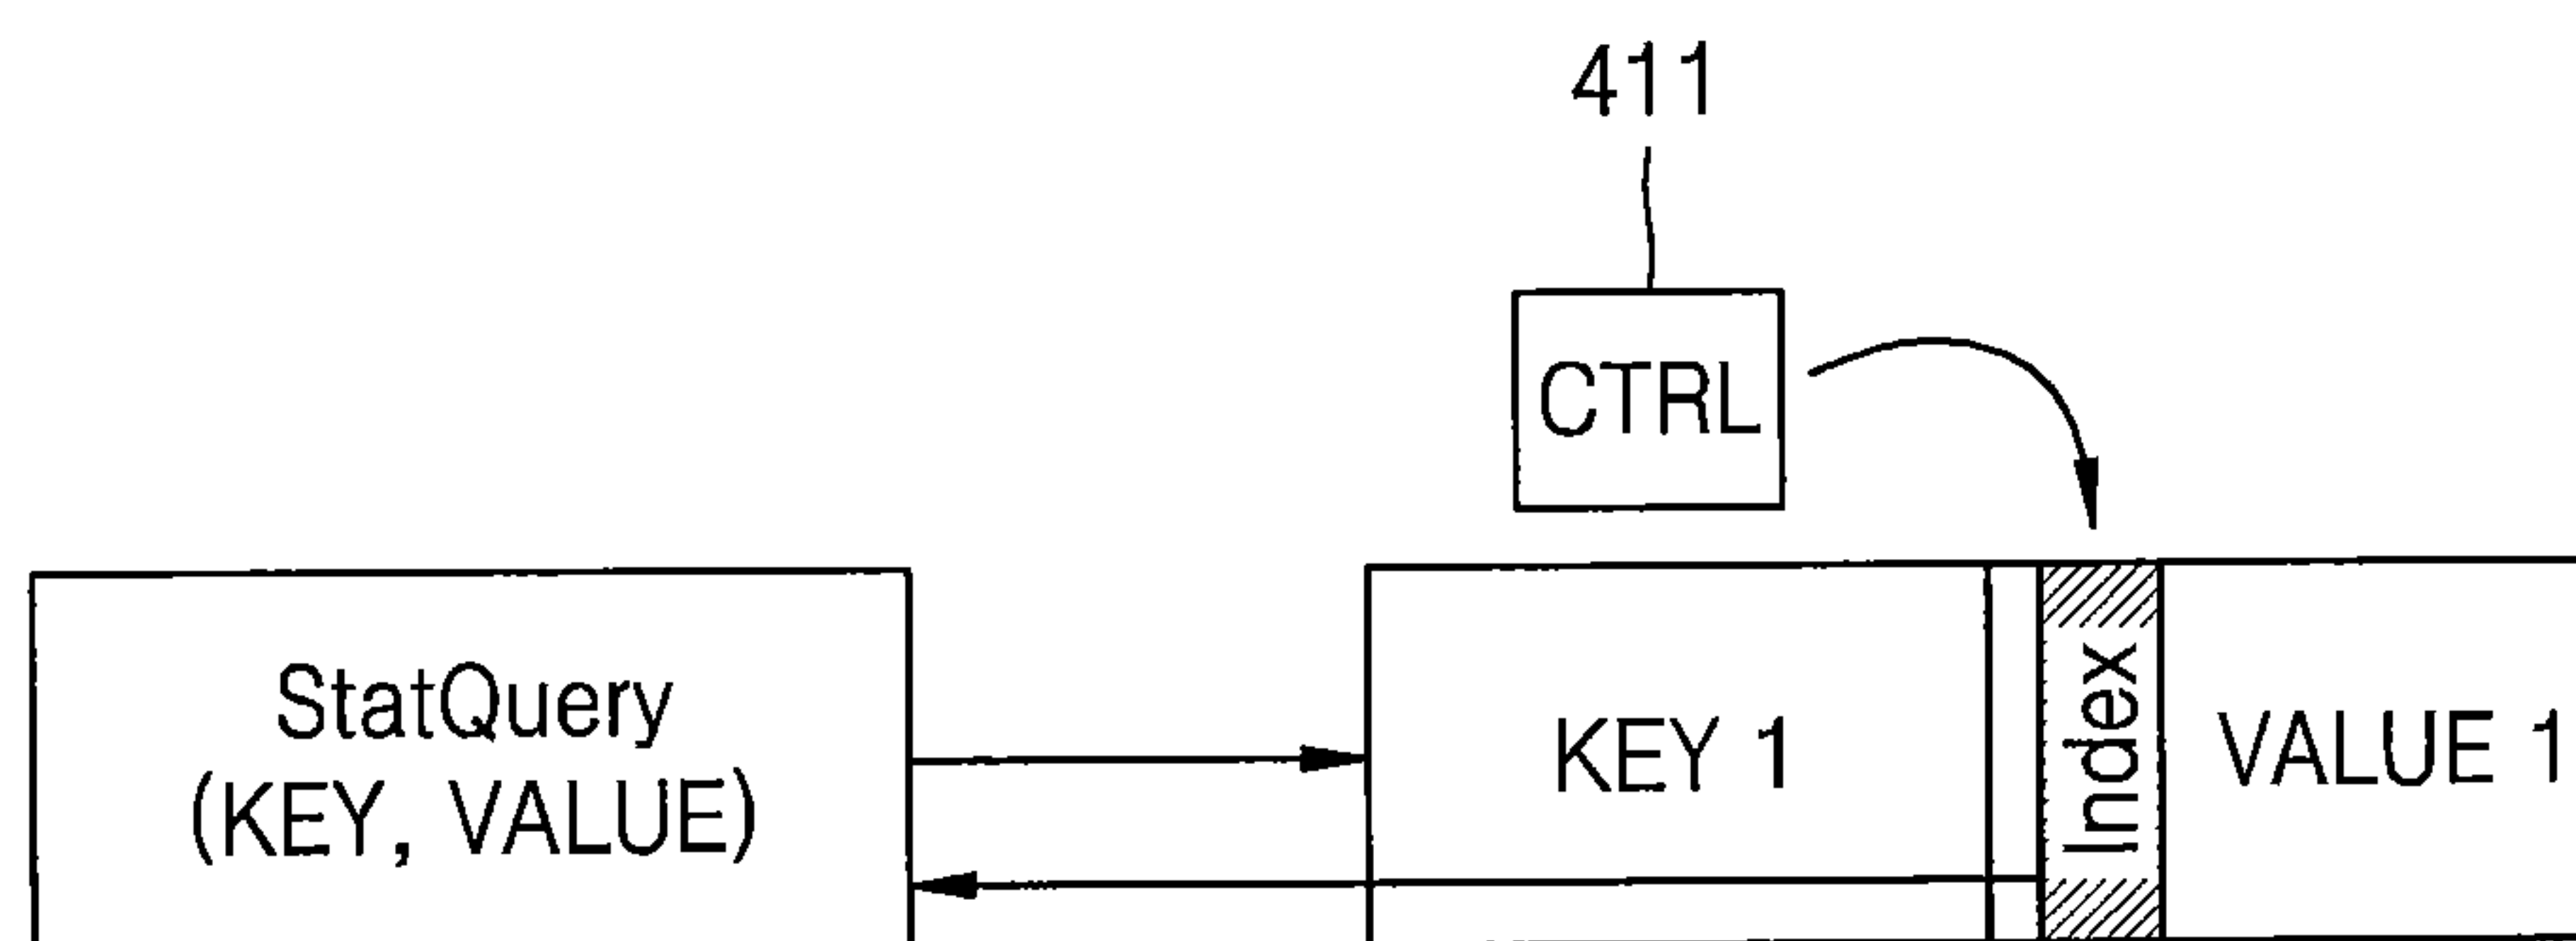 411
CTRL
StatQuery
(KEY, VALUE)
KEY 1
Index
VALUE 1